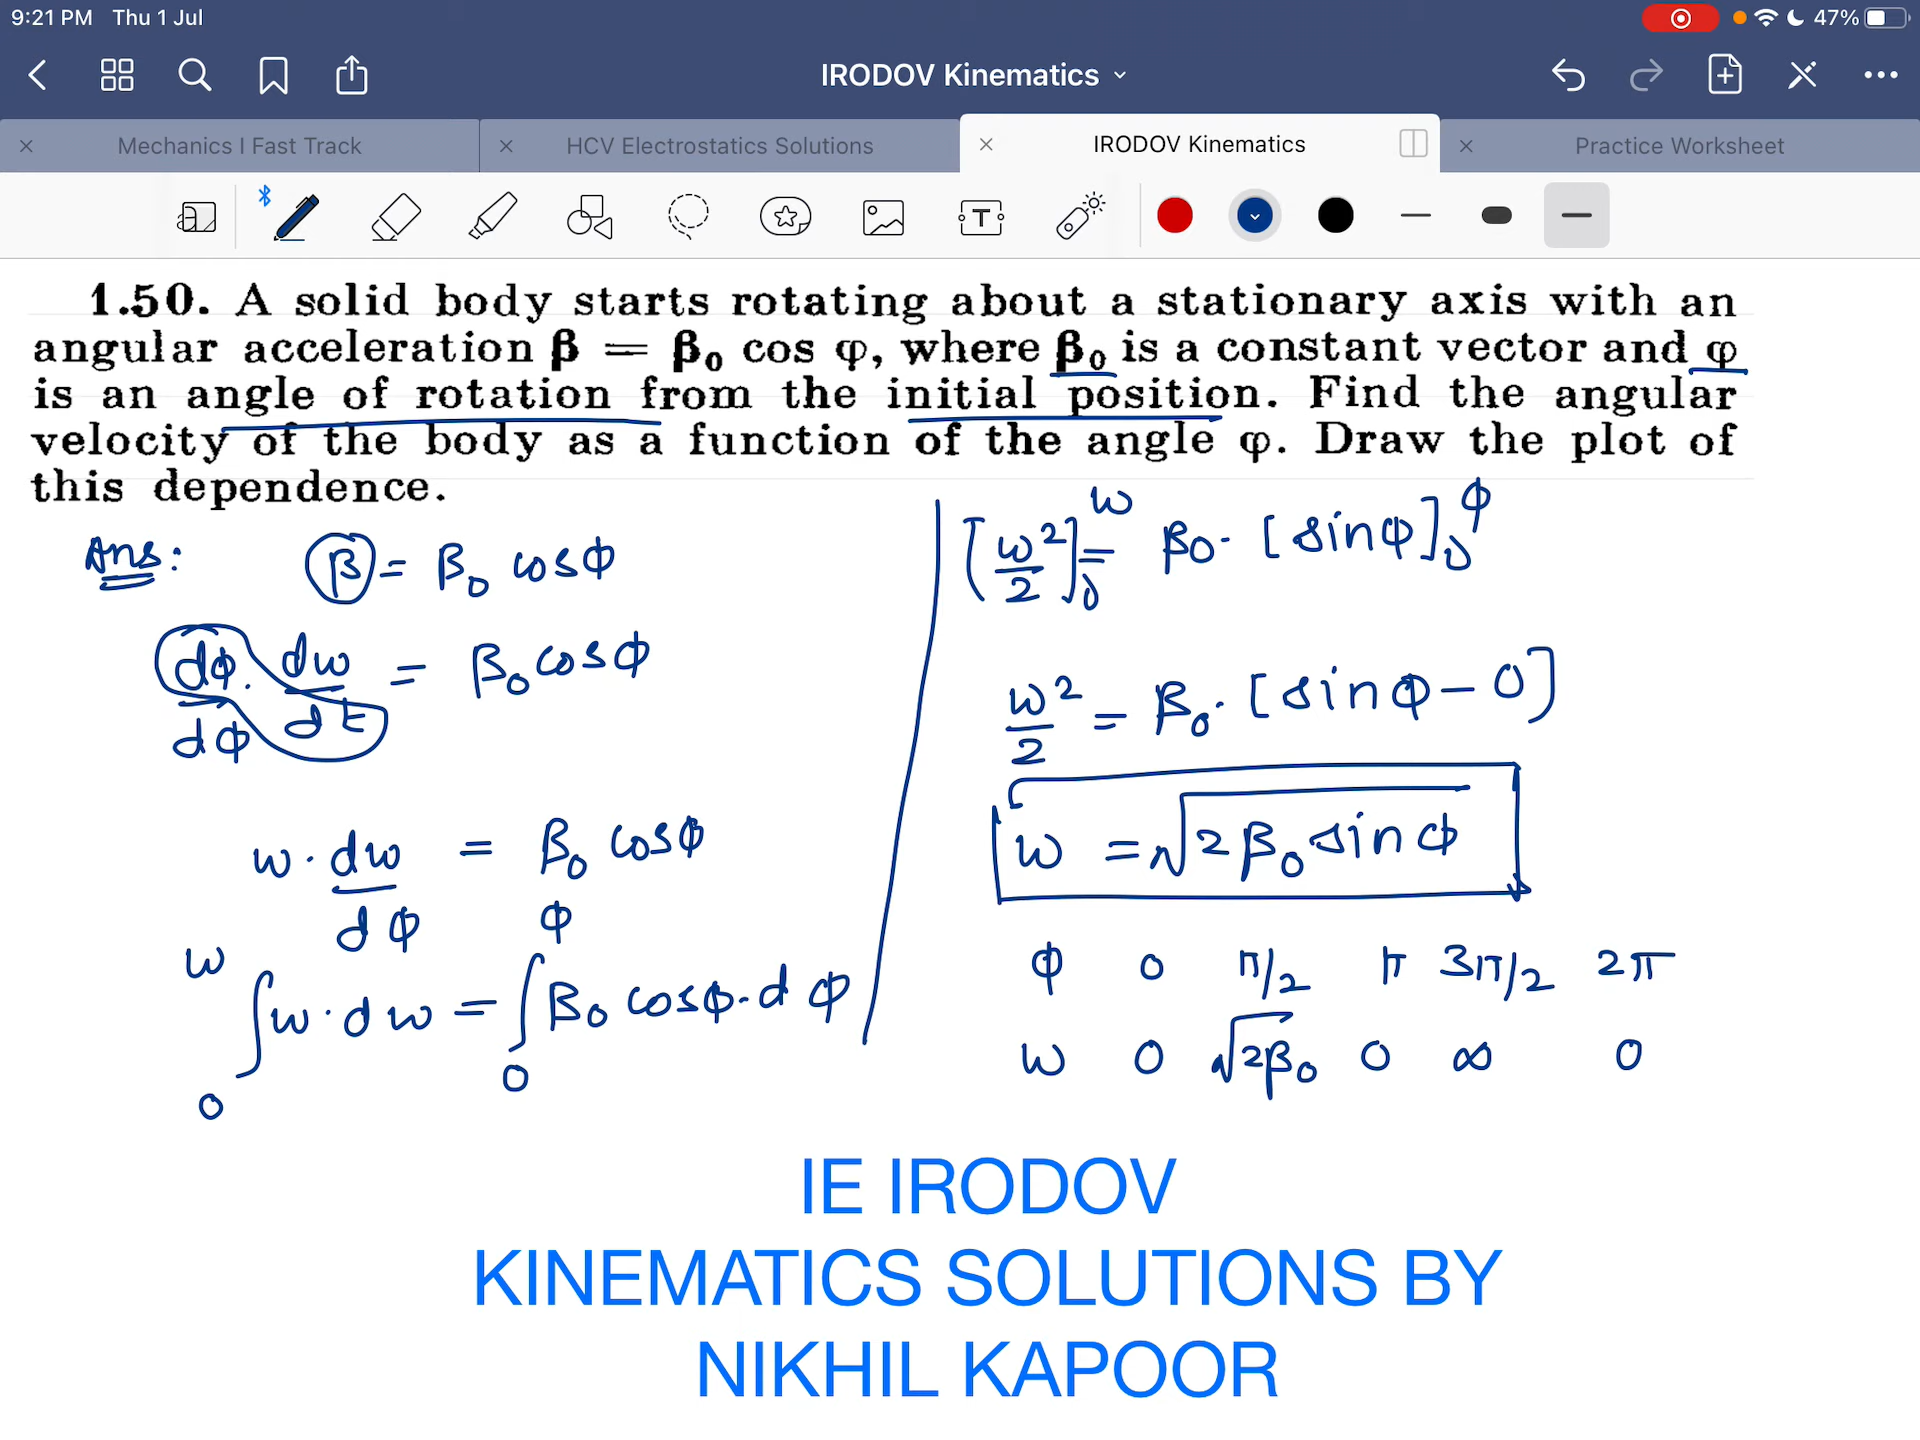 9:21 PM Thu 1 Jul
47%
IRODOV Kinematics
Mechanics I Fast Track
HCV Electrostatics Solutions
IRODOV Kinematics
Practice Worksheet
1.50. A solid body starts rotating about a stationary axis with an
angular acceleration β = β₀ cos φ, where β₀ is a constant vector and φ
is an angle of rotation from the initial position. Find the angular
velocity of the body as a function of the angle φ. Draw the plot of
this dependence.
Ans:
β = β₀ cosϕ
dϕ/dϕ · dω/dt = β₀ cosϕ
ω · dω/dϕ = β₀ cosϕ
∫₀^ω ω · dω = ∫₀^ϕ β₀ cosϕ · dϕ
[ω²/2]₀^ω = β₀ · [sinϕ]₀^ϕ
ω²/2 = β₀ · [sinϕ − 0]
ω = √(2β₀ sinϕ)
ϕ 0 π/2 π 3π/2 2π
ω 0 √2β₀ 0 ∞ 0
IE IRODOV
KINEMATICS SOLUTIONS BY
NIKHIL KAPOOR